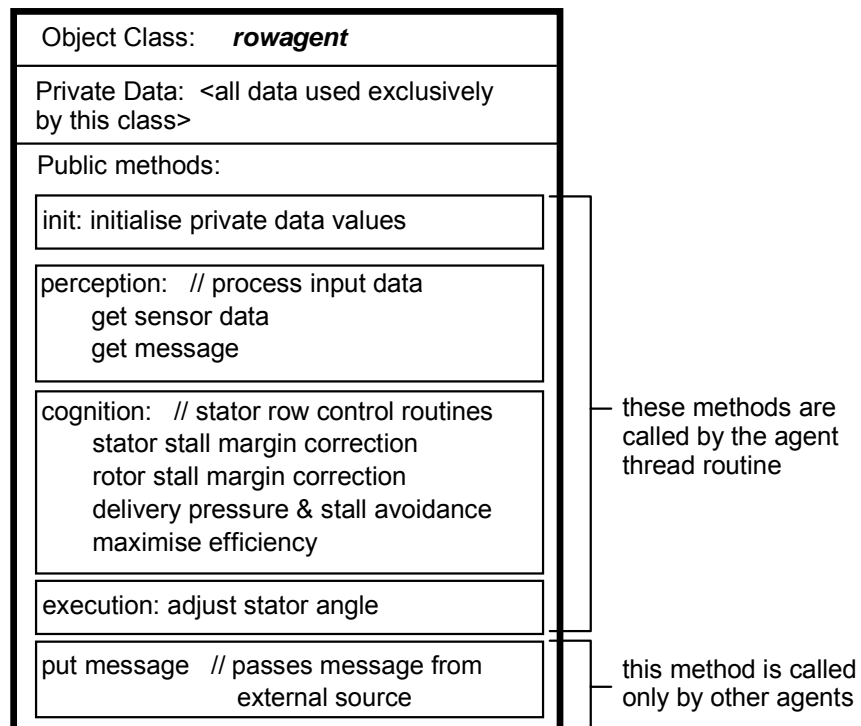 Object Class: rowagent
Private Data: <all data used exclusively
by this class>
Public methods:
init: initialise private data values
perception: // process input data
get sensor data
get message
cognition: // stator row control routines
stator stall margin correction
rotor stall margin correction
delivery pressure & stall avoidance
maximise efficiency
execution: adjust stator angle
these methods are
called by the agent
thread routine
put message // passes message from
external source
this method is called
only by other agents